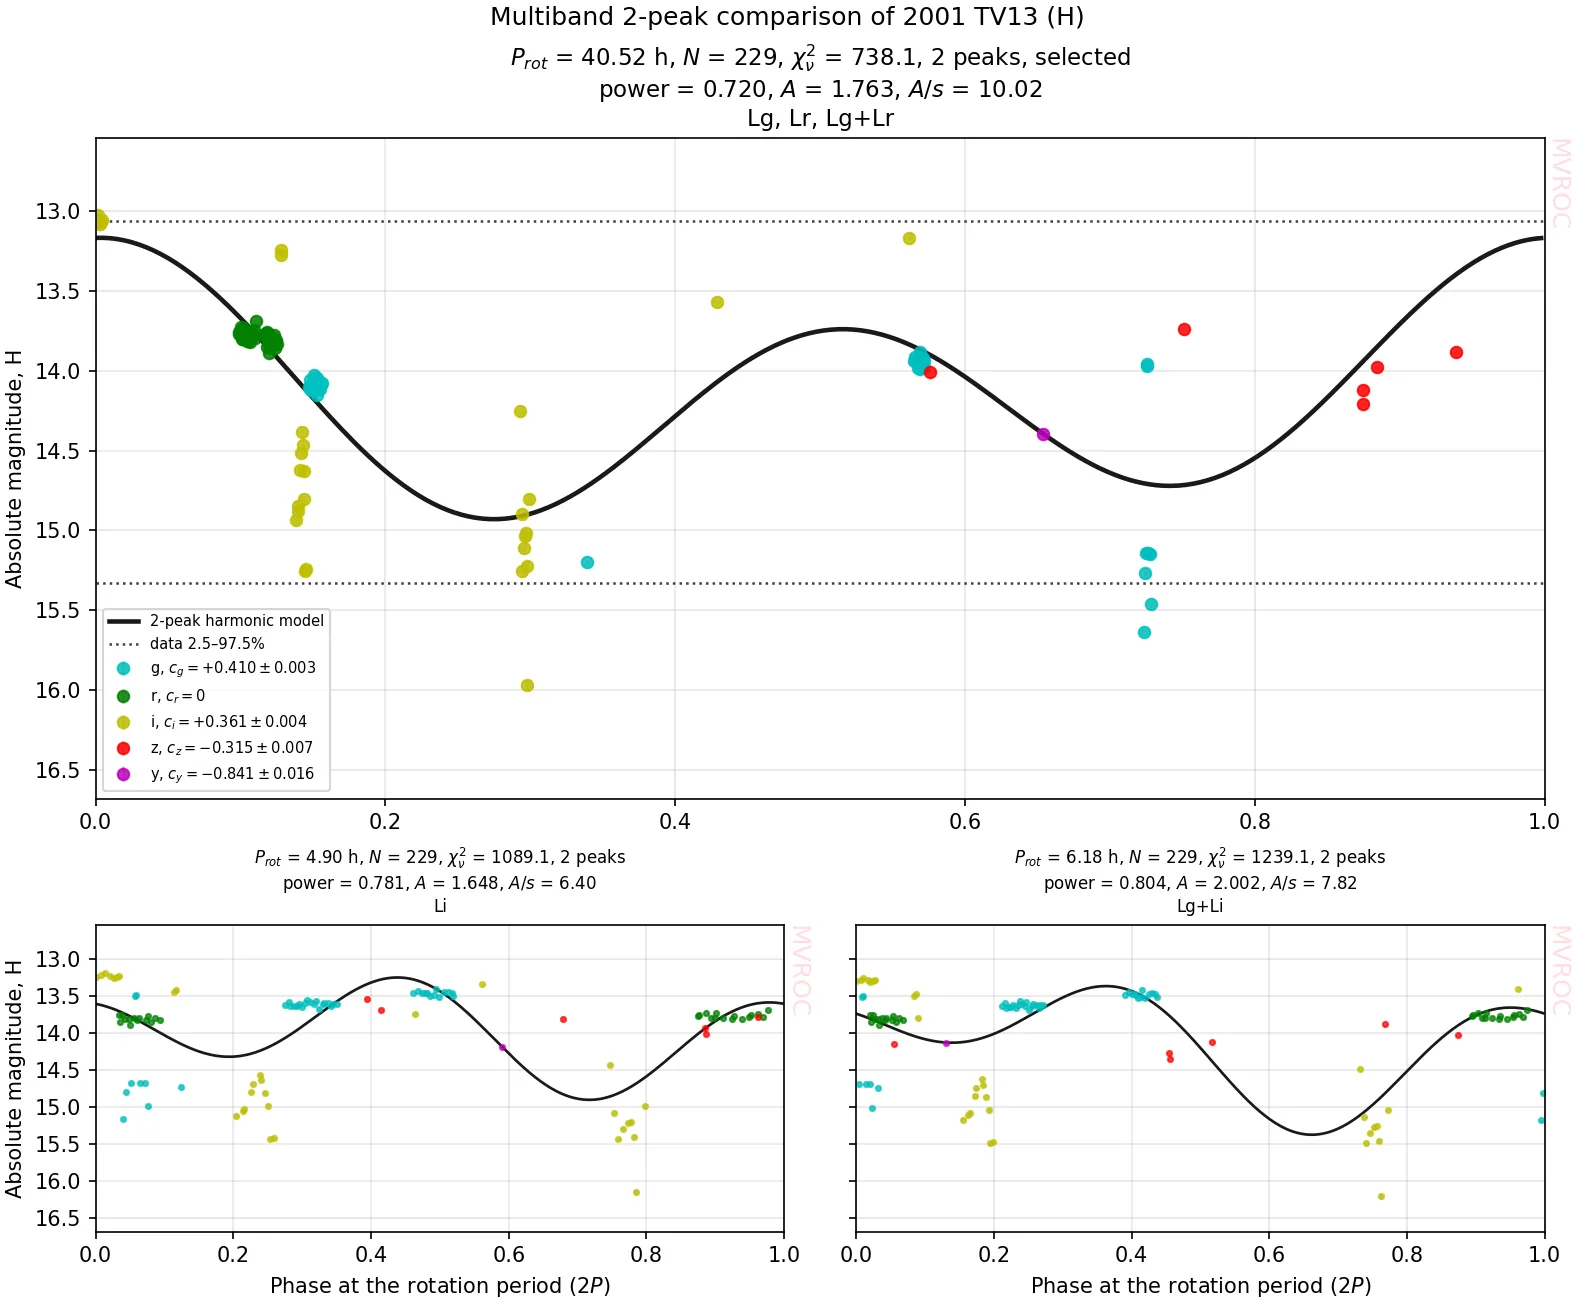 Multiband 2-peak comparison of 2001 TV13 (H)
P_rot = 40.52 h, N = 229, χ²_ν = 738.1, 2 peaks, selected
power = 0.720, A = 1.763, A/s = 10.02
Lg, Lr, Lg+Lr
MVROC
13.0
13.5
14.0
14.5
15.0
15.5
16.0
16.5
Absolute magnitude, H
2-peak harmonic model
data 2.5–97.5%
g, c_g = +0.410 ± 0.003
r, c_r = 0
i, c_i = +0.361 ± 0.004
z, c_z = −0.315 ± 0.007
y, c_y = −0.841 ± 0.016
0.0 0.2 0.4 0.6 0.8 1.0
P_rot = 4.90 h, N = 229, χ²_ν = 1089.1, 2 peaks
power = 0.781, A = 1.648, A/s = 6.40
Li
MVROC
13.0
13.5
14.0
14.5
15.0
15.5
16.0
16.5
Absolute magnitude, H
0.0 0.2 0.4 0.6 0.8 1.0
Phase at the rotation period (2P)
P_rot = 6.18 h, N = 229, χ²_ν = 1239.1, 2 peaks
power = 0.804, A = 2.002, A/s = 7.82
Lg+Li
MVROC
0.0 0.2 0.4 0.6 0.8 1.0
Phase at the rotation period (2P)